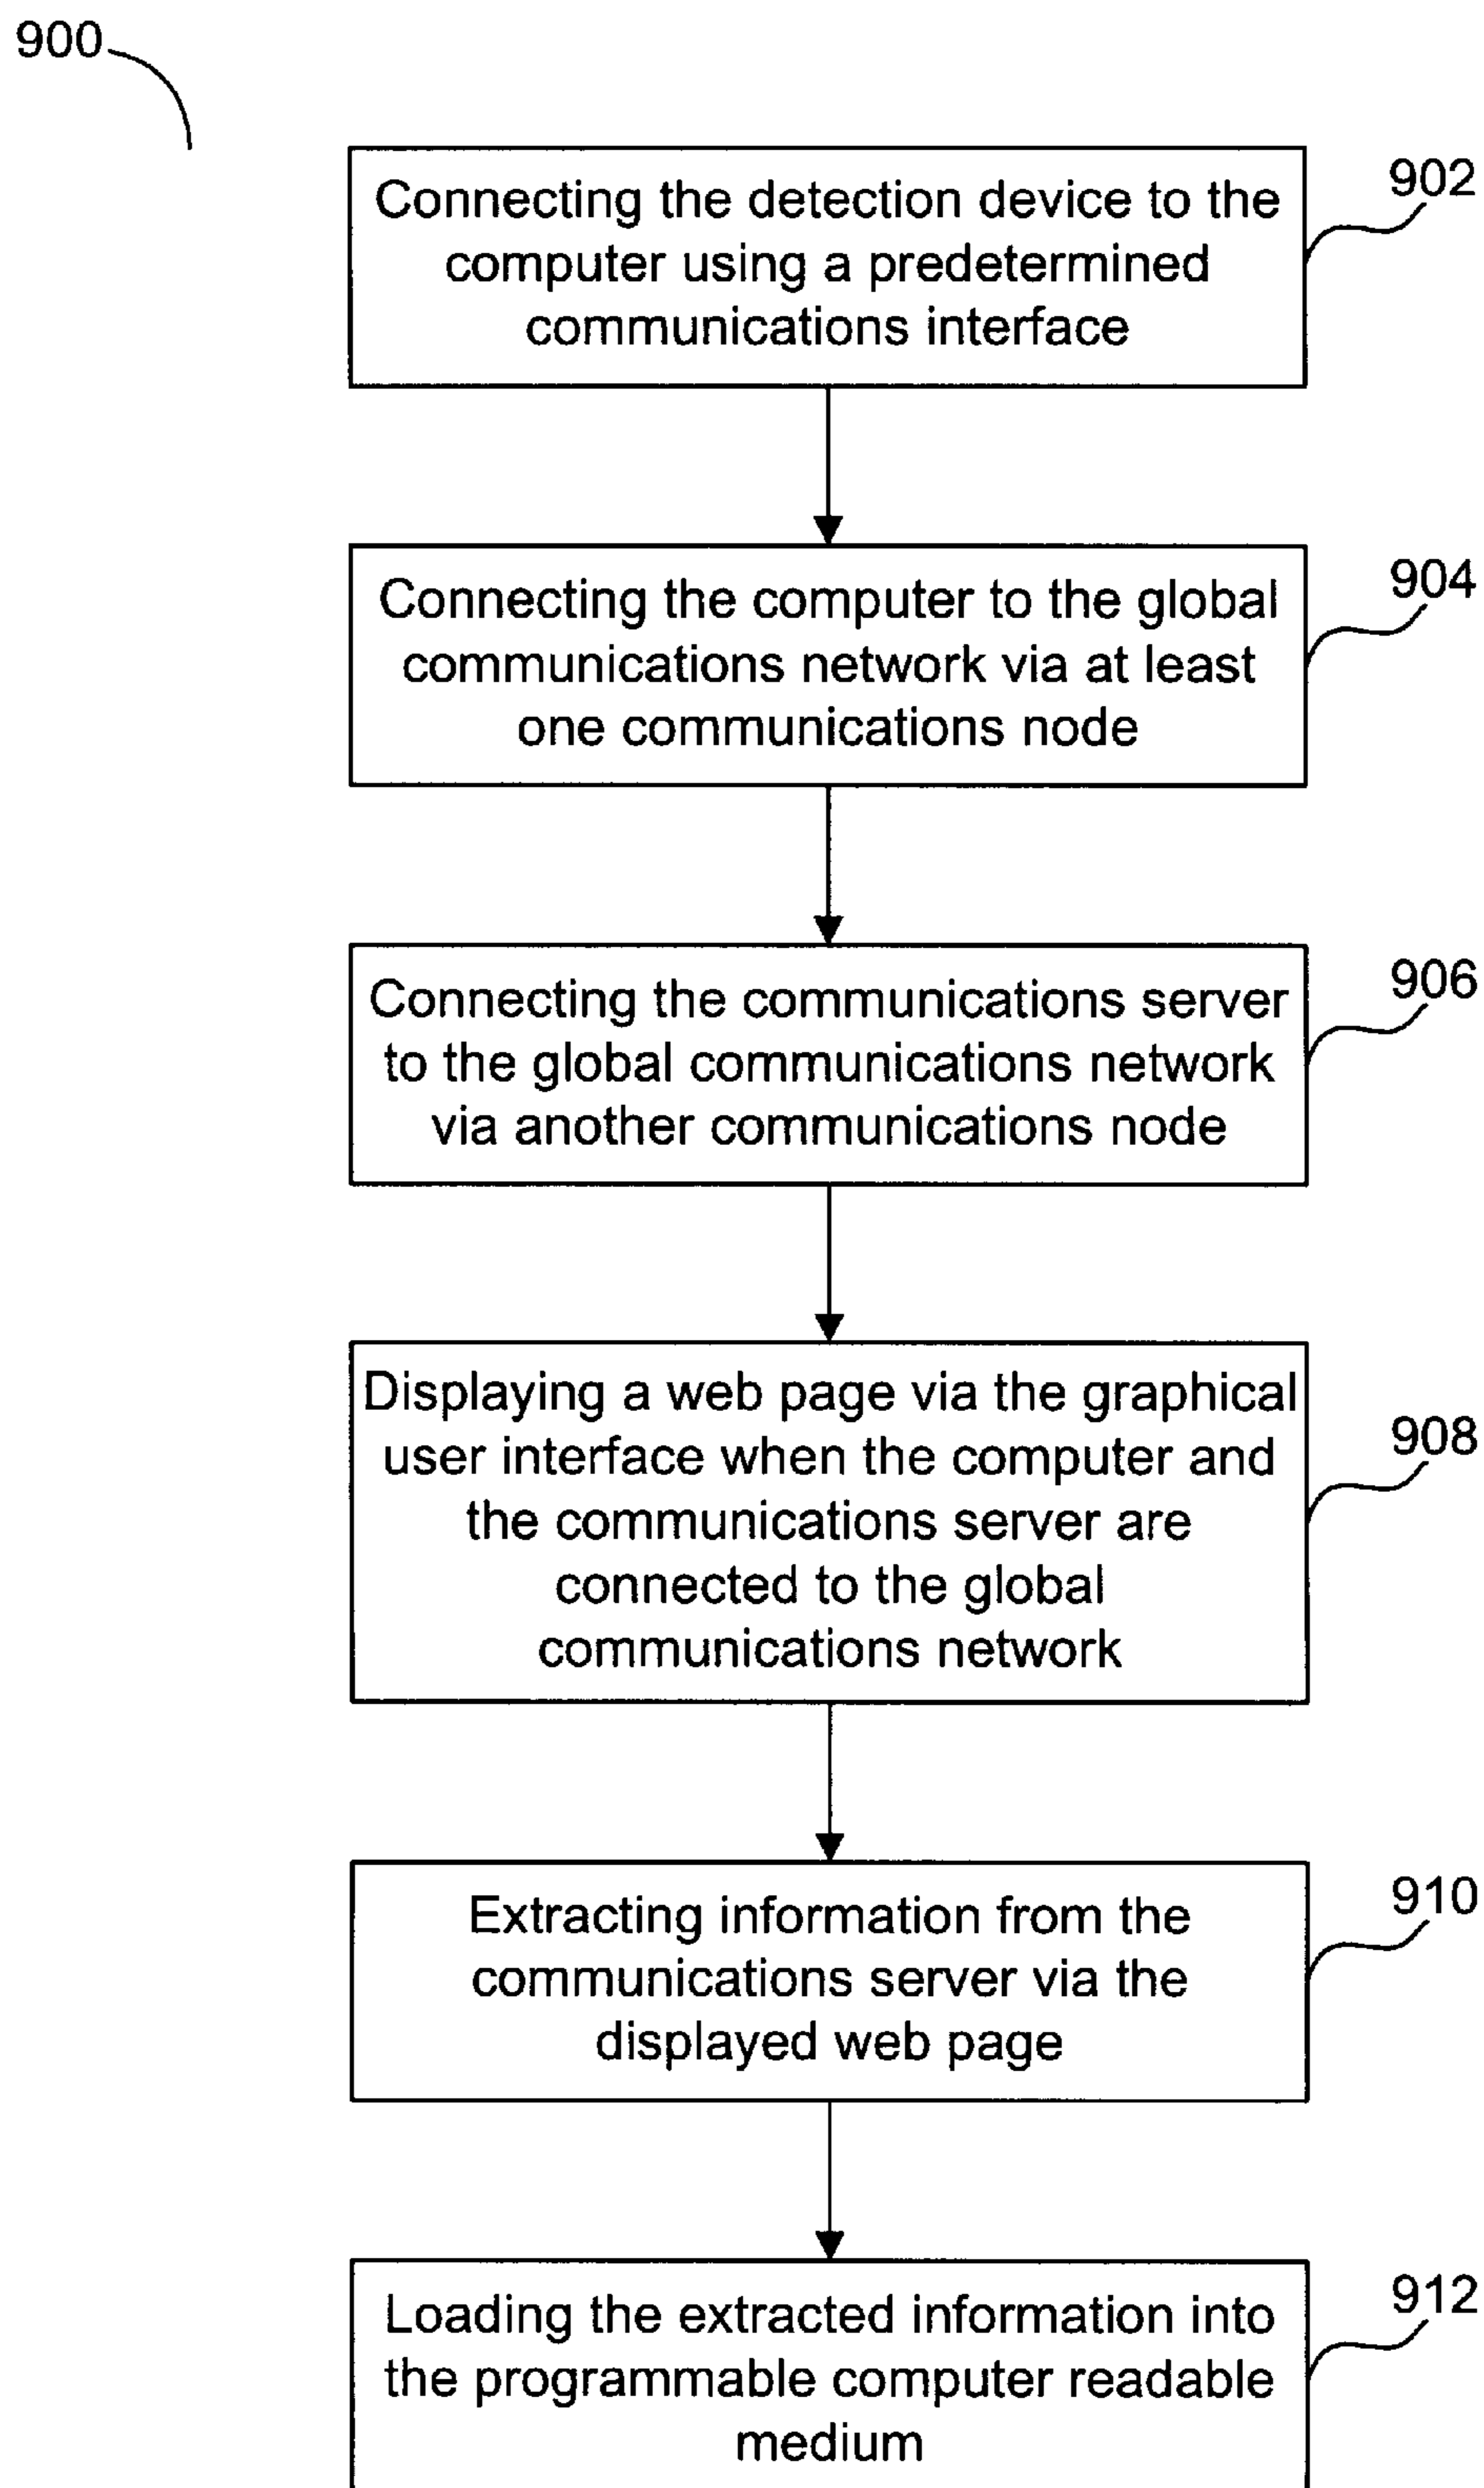 900
902
Connecting the detection device to the
computer using a predetermined
communications interface
904
Connecting the computer to the global
communications network via at least
one communications node
906
Connecting the communications server
to the global communications network
via another communications node
908
Displaying a web page via the graphical
user interface when the computer and
the communications server are
connected to the global
communications network
910
Extracting information from the
communications server via the
displayed web page
912
Loading the extracted information into
the programmable computer readable
medium